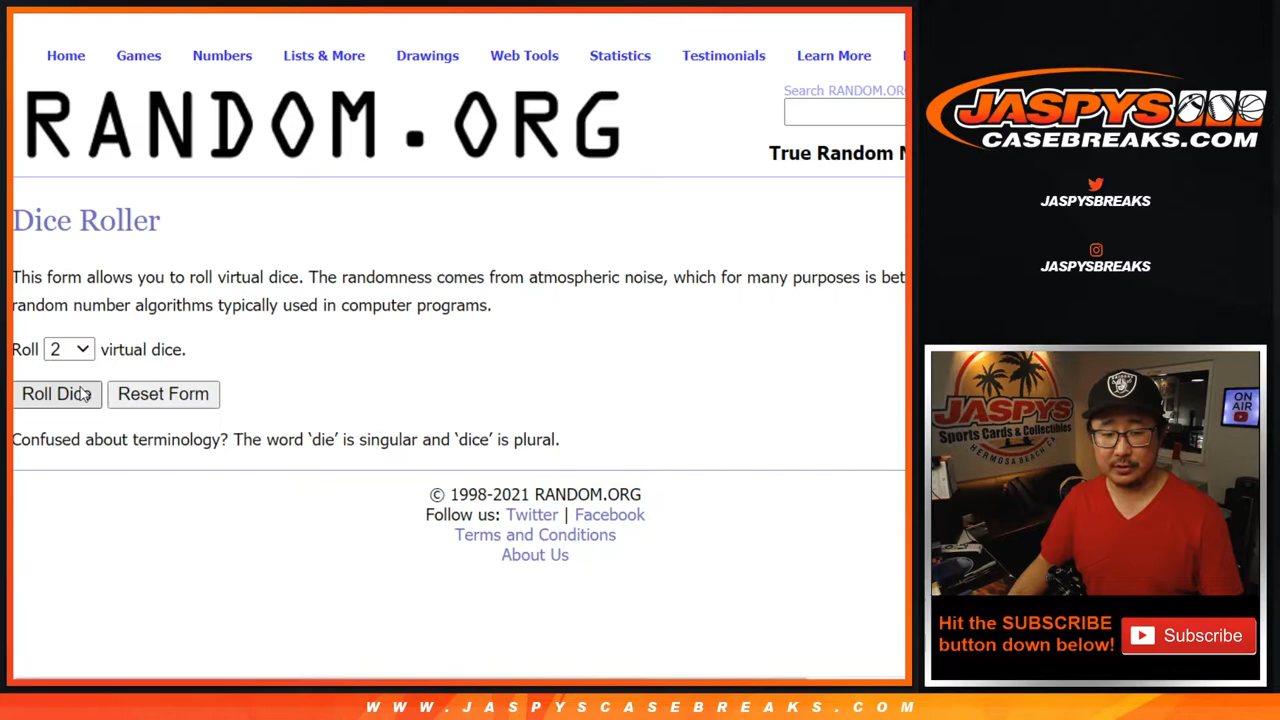 Home Games Numbers Lists & More Drawings Web Tools Statistics Testimonials Learn More
RANDOM.ORG
Search RANDOM.OR
True Random
Dice Roller
This form allows you to roll virtual dice. The randomness comes from atmospheric noise, which for many purposes is bet
random number algorithms typically used in computer programs.
Roll 2 virtual dice.
Roll Dice Reset Form
Confused about terminology? The word ‘die’ is singular and ‘dice’ is plural.
© 1998-2021 RANDOM.ORG
Follow us: Twitter | Facebook
Terms and Conditions
About Us
JASPYS
CASEBREAKS.COM
JASPYSBREAKS
JASPYSBREAKS
JASPYS
Sports Cards & Collectibles
HERMOSA BEACH CA
RAIDERS
ON AIR
Hit the SUBSCRIBE
button down below!
Subscribe
WWW.JASPYSCASEBREAKS.COM